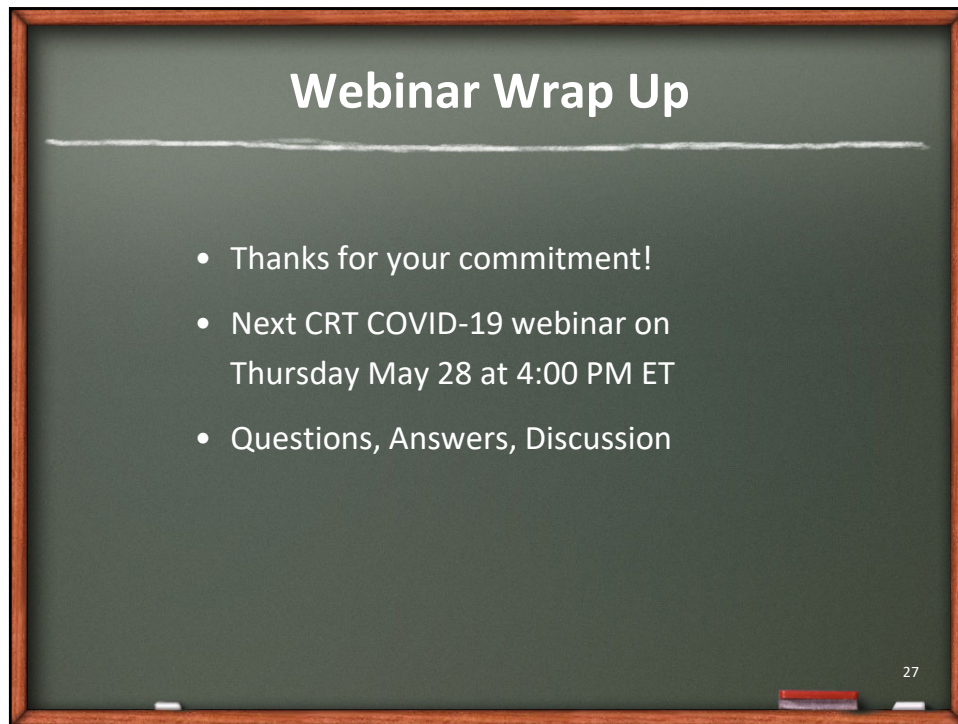 Webinar Wrap Up
• Thanks for your commitment!
• Next CRT COVID-19 webinar on
Thursday May 28 at 4:00 PM ET
• Questions, Answers, Discussion
27